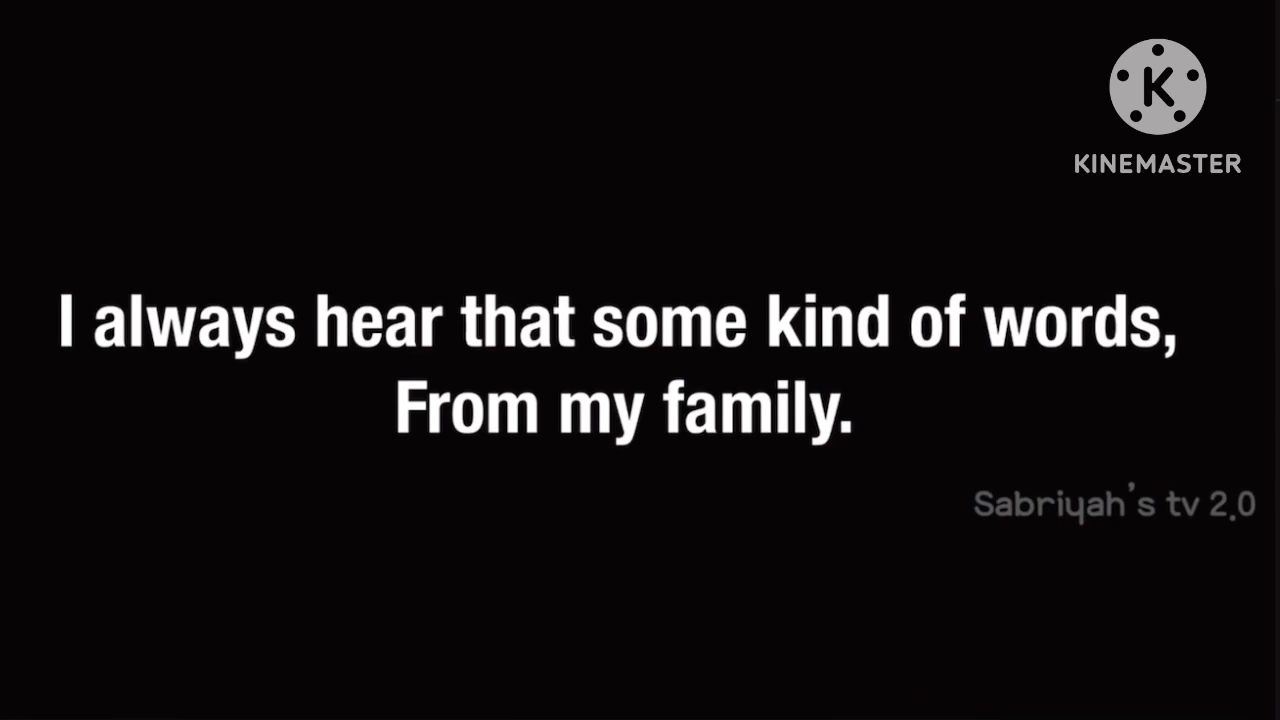 K
KINEMASTER
I always hear that some kind of words,
From my family.
Sabriyah's tv 2.0